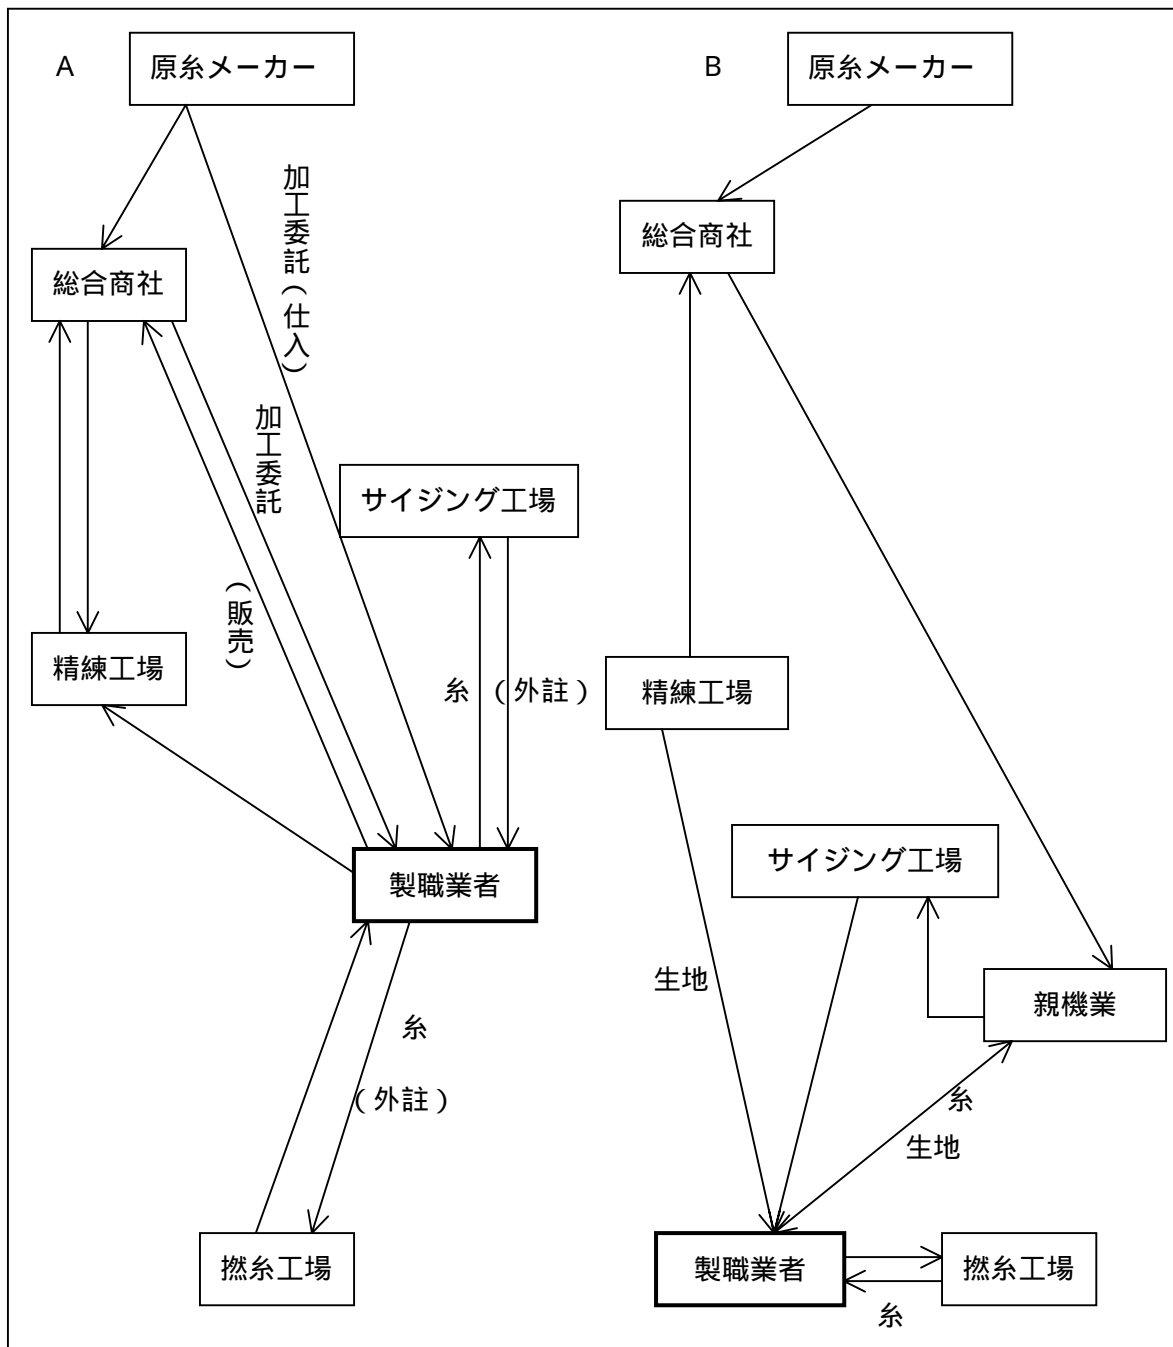 A
原糸メーカー
総合商社
加工委託(仕入)
加工委託
(販売)
サイジング工場
精練工場
糸 (外註)
製職業者
糸
(外註)
撚糸工場
B
原糸メーカー
総合商社
精練工場
サイジング工場
生地
親機業
糸
生地
製職業者
撚糸工場
糸